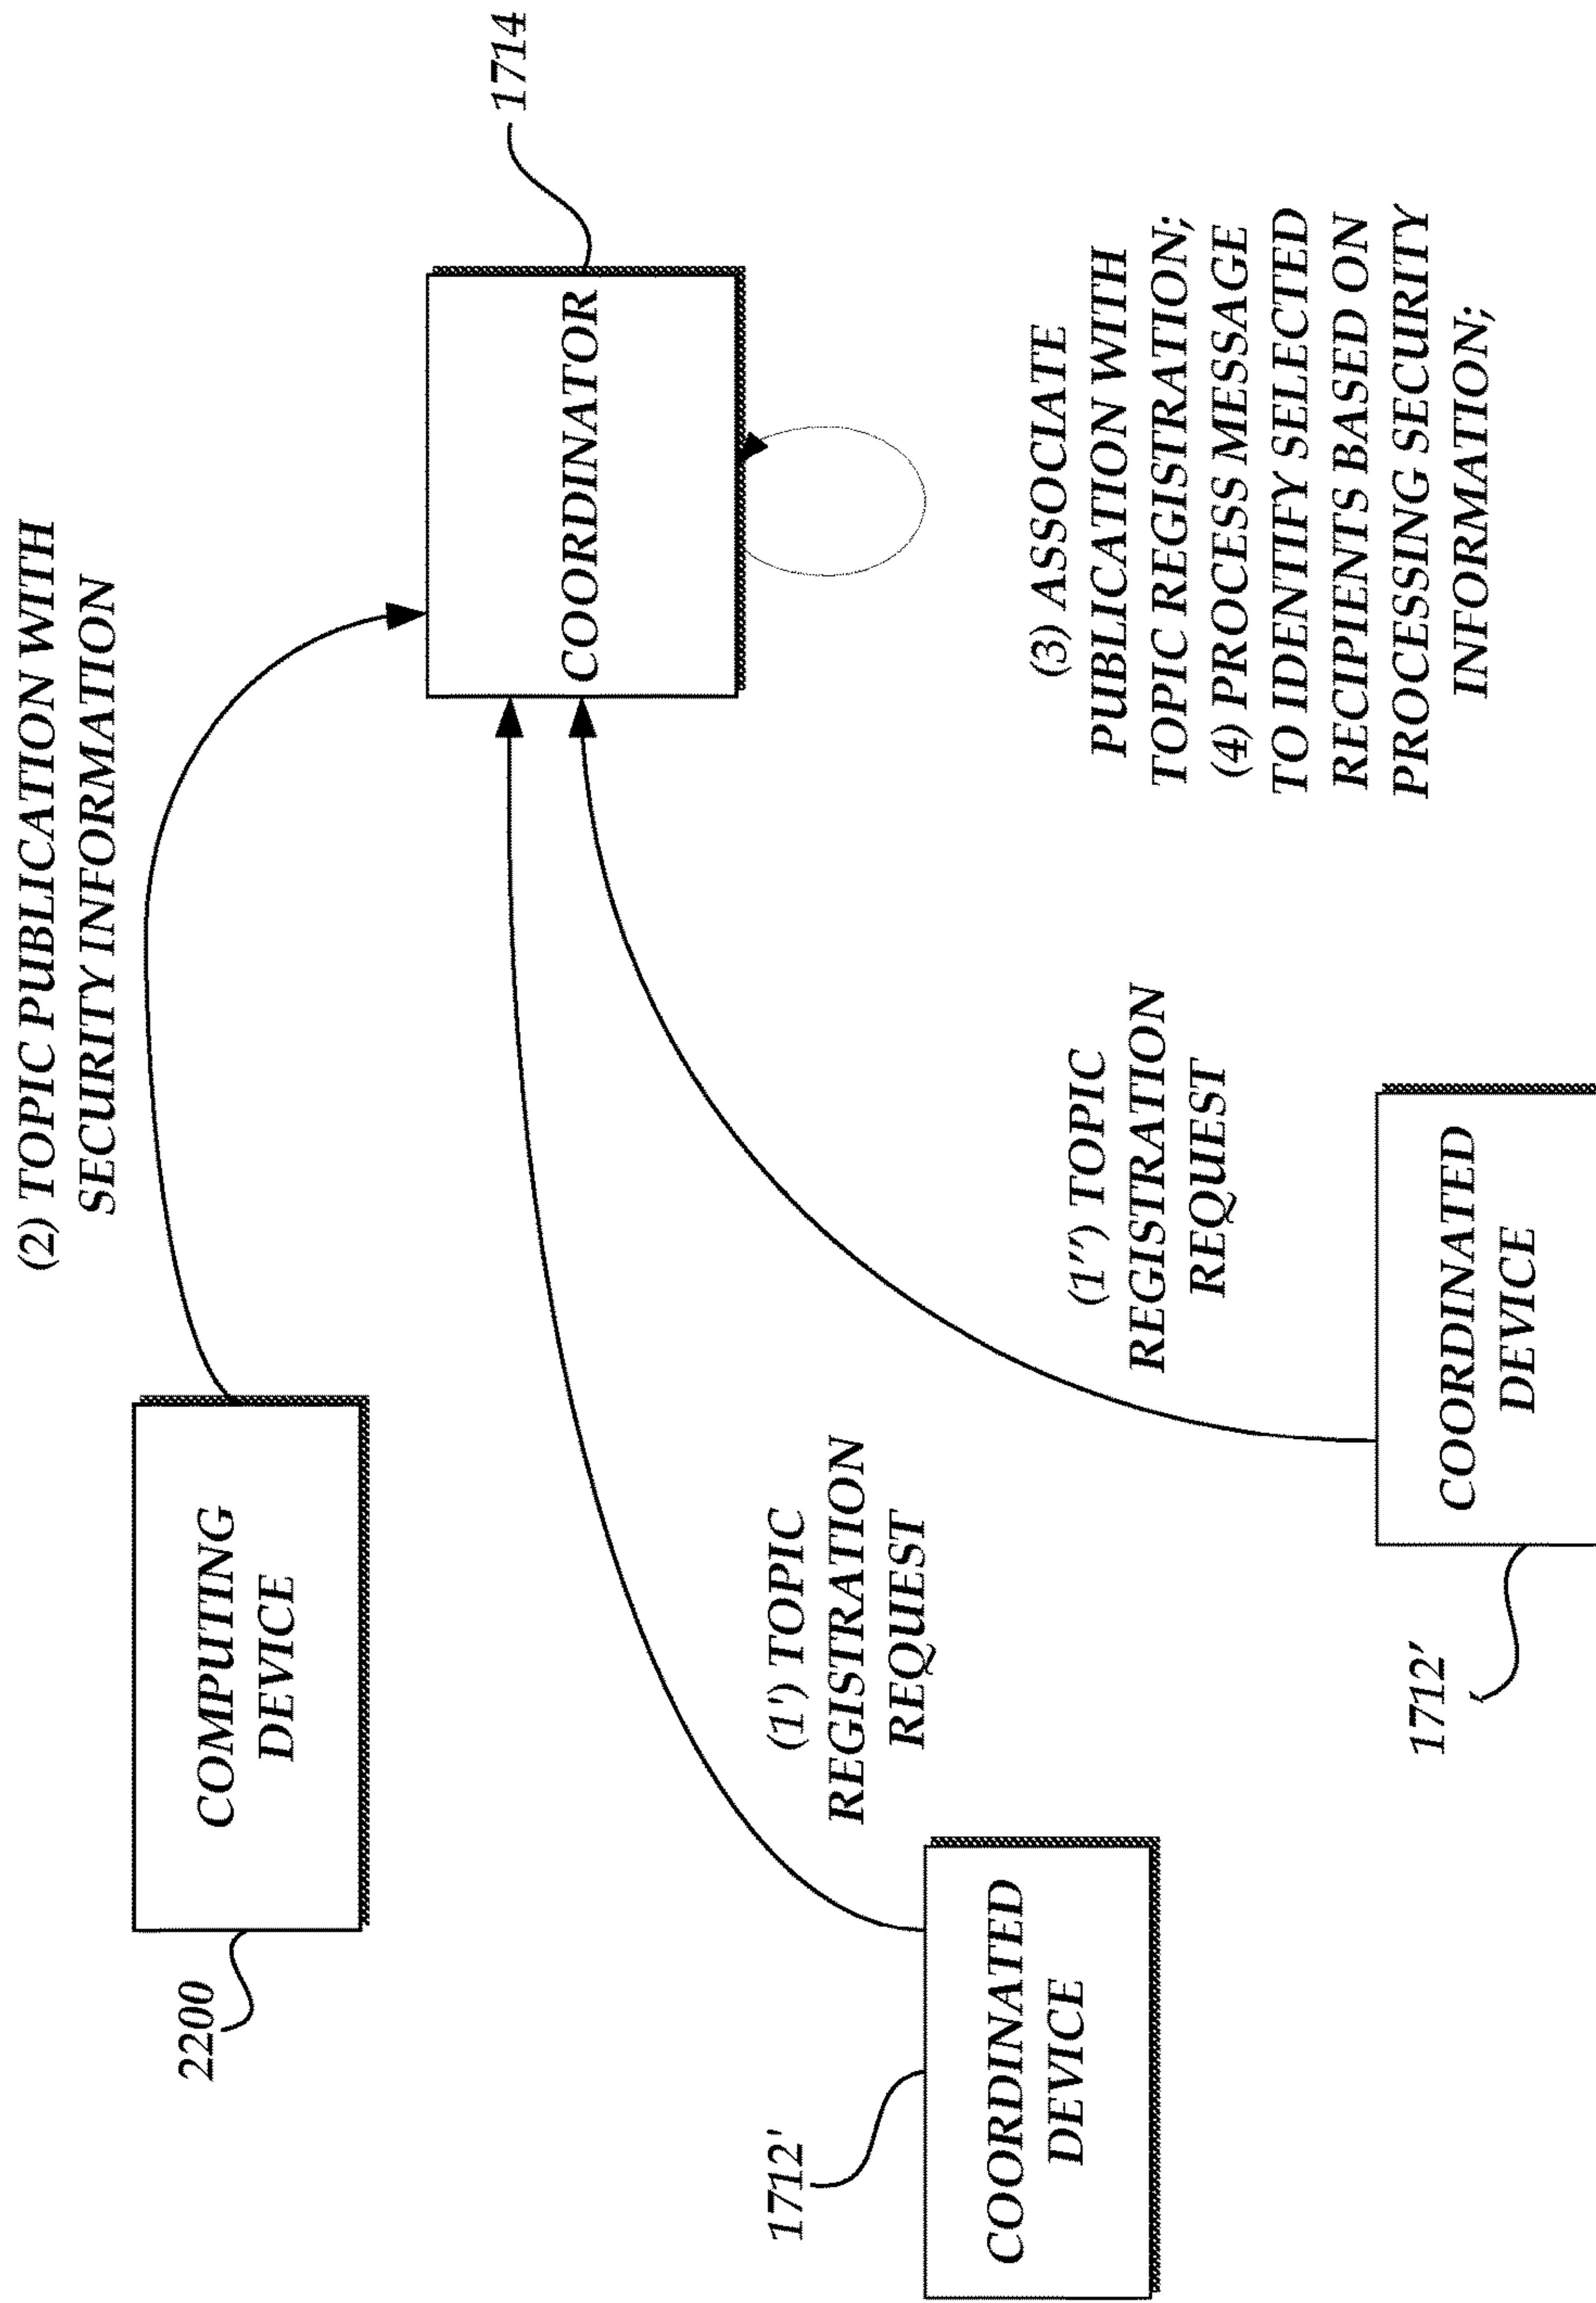 (2) TOPIC PUBLICATION WITH
SECURITY INFORMATION
COMPUTING
DEVICE
2200
COORDINATOR
1714
(1') TOPIC
REGISTRATION
REQUEST
(1'') TOPIC
REGISTRATION
REQUEST
(3) ASSOCIATE
PUBLICATION WITH
TOPIC REGISTRATION;
(4) PROCESS MESSAGE
TO IDENTIFY SELECTED
RECIPIENTS BASED ON
PROCESSING SECURITY
INFORMATION;
1712'
COORDINATED
DEVICE
1712''
COORDINATED
DEVICE